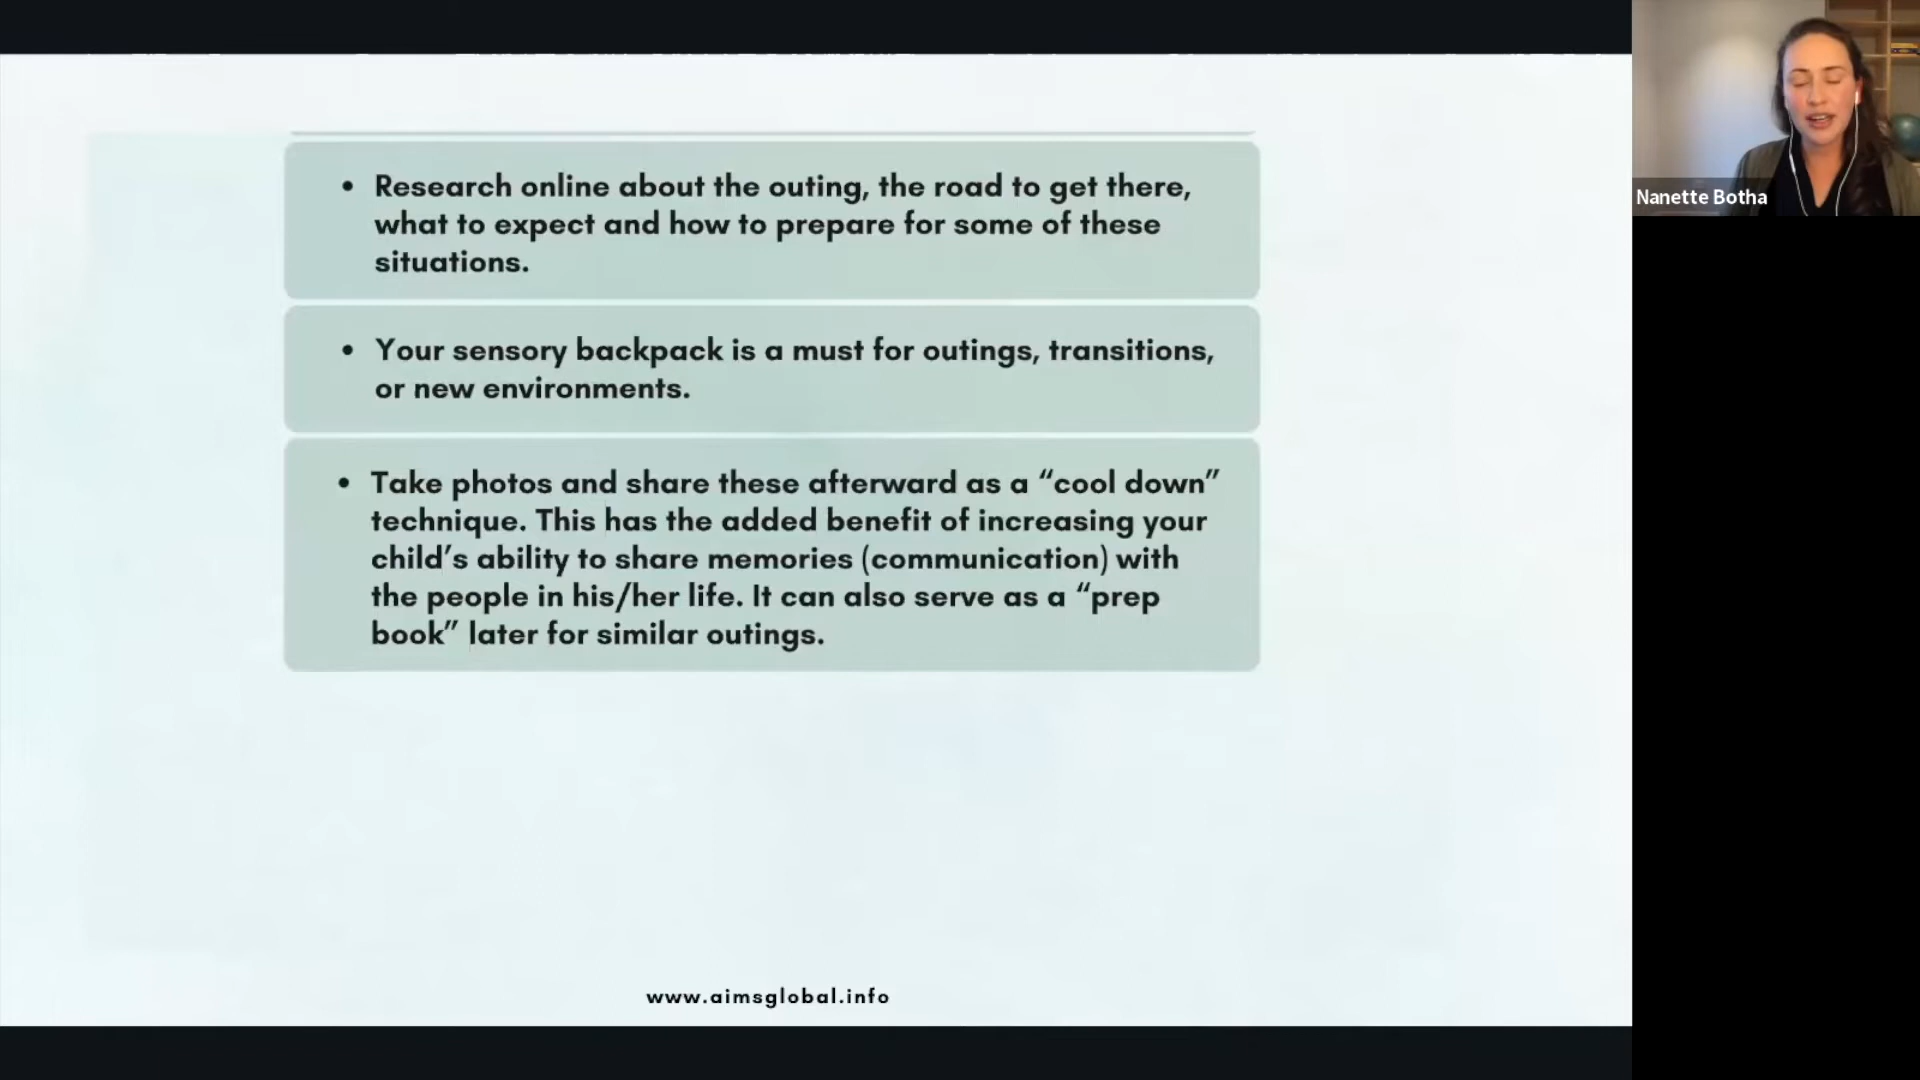 • Research online about the outing, the road to get there,
what to expect and how to prepare for some of these
situations.
• Your sensory backpack is a must for outings, transitions,
or new environments.
• Take photos and share these afterward as a “cool down”
technique. This has the added benefit of increasing your
child’s ability to share memories (communication) with
the people in his/her life. It can also serve as a “prep
book” later for similar outings.
www.aimsglobal.info
Nanette Botha